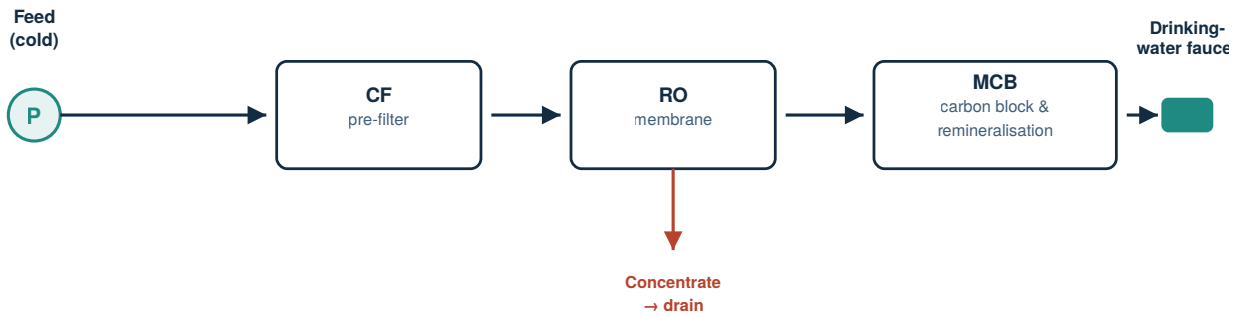 Feed
(cold)
P
CF
pre-filter
RO
membrane
Concentrate
→ drain
MCB
carbon block &
remineralisation
Drinking-
water fauce